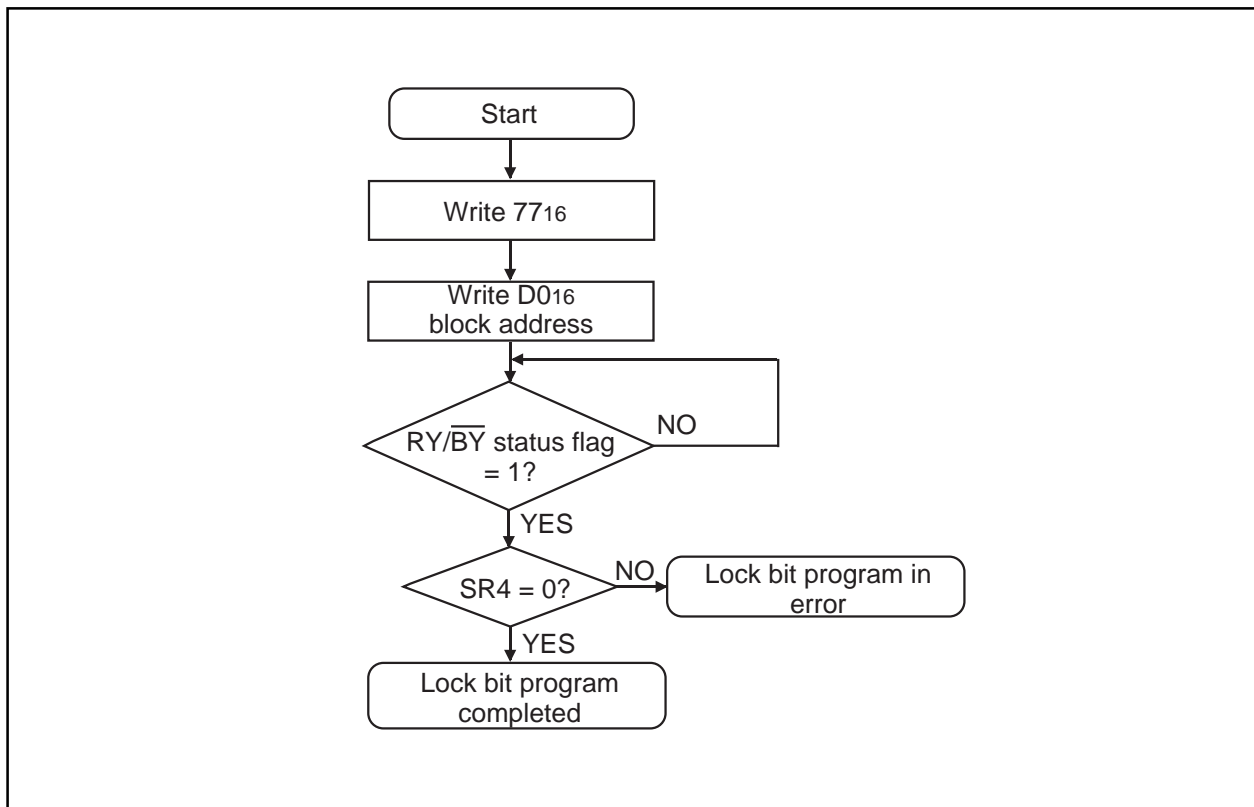 Start
Write 7716
Write D016
block address
NO
RY/BY status flag
= 1?
YES
SR4 = 0?
NO
Lock bit program in
error
YES
Lock bit program
completed